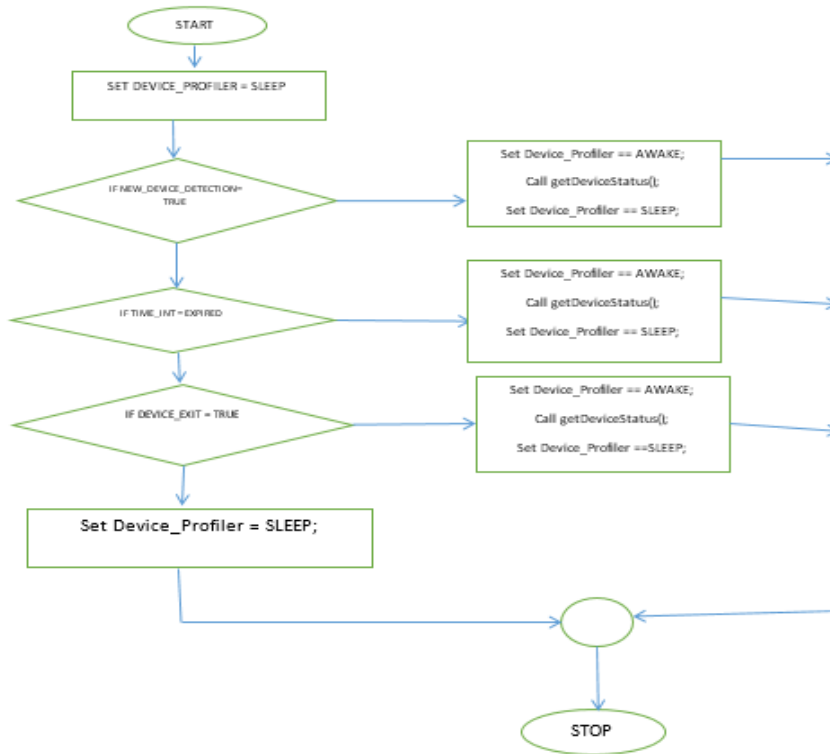 START
SET DEVICE_PROFILER = SLEEP
IF NEW_DEVICE_DETECTION=
TRUE
Set Device_Profiler == AWAKE;
Call getDeviceStatus();
Set Device_Profiler == SLEEP;
IF TIME_INT = EXPIRED
Set Device_Profiler == AWAKE;
Call getDeviceStatus();
Set Device_Profiler == SLEEP;
IF DEVICE_EXIT = TRUE
Set Device_Profiler == AWAKE;
Call getDeviceStatus();
Set Device_Profiler ==SLEEP;
Set Device_Profiler = SLEEP;
STOP